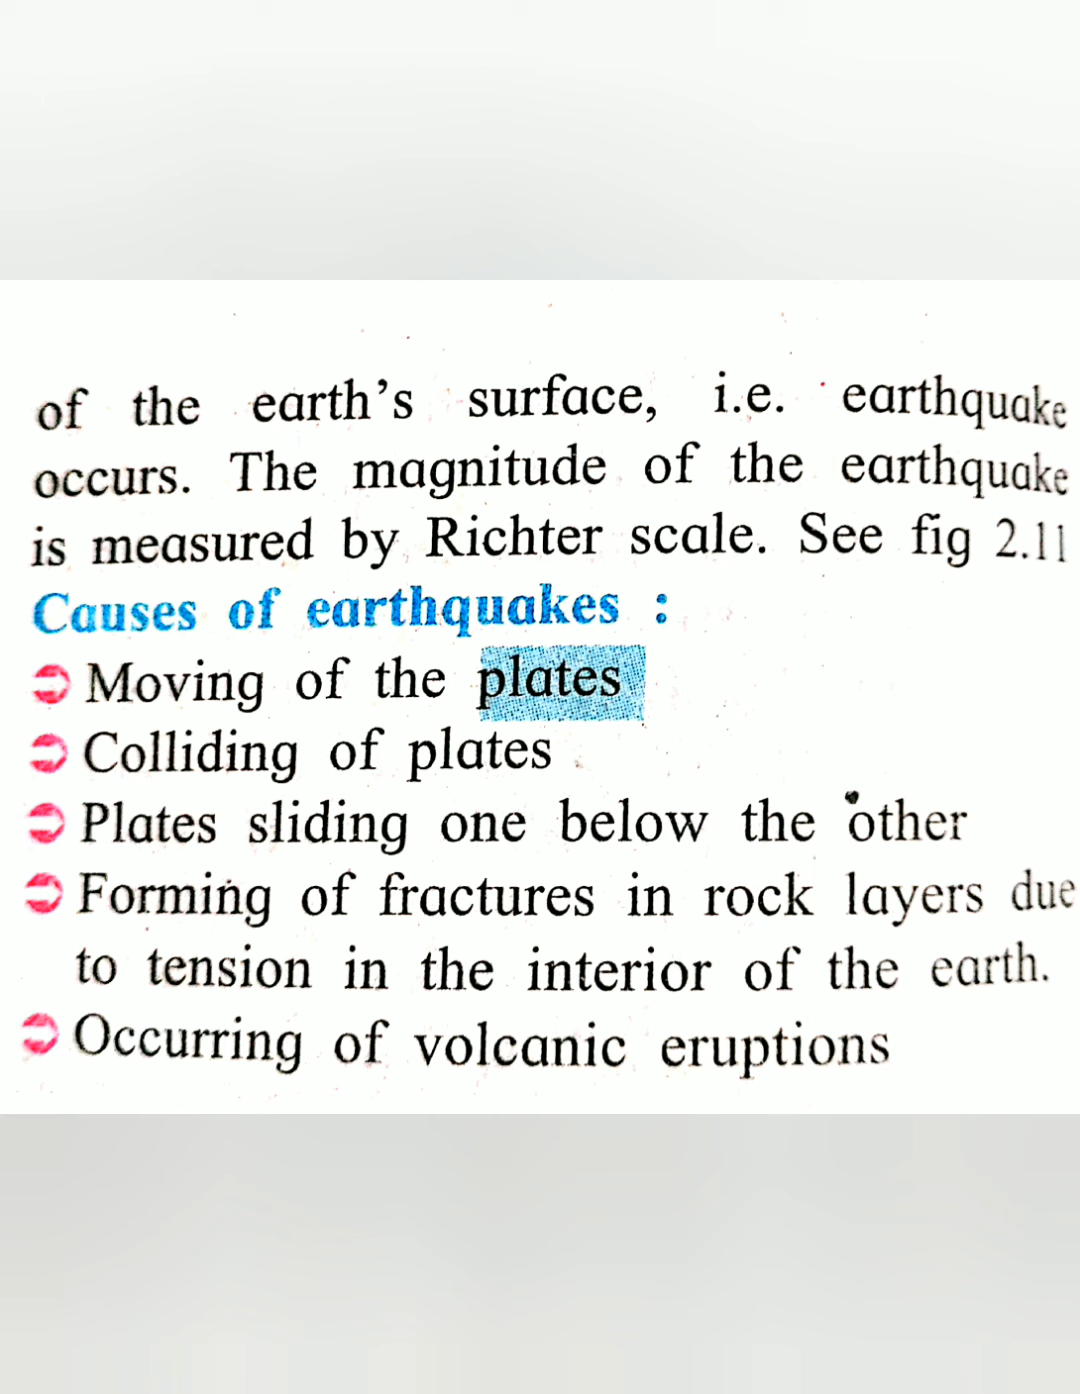 of the earth's surface, i.e. earthquake
occurs. The magnitude of the earthquake
is measured by Richter scale. See fig 2.11
Causes of earthquakes :
➲ Moving of the plates
➲ Colliding of plates
➲ Plates sliding one below the other
➲ Forming of fractures in rock layers due
to tension in the interior of the earth.
➲ Occurring of volcanic eruptions